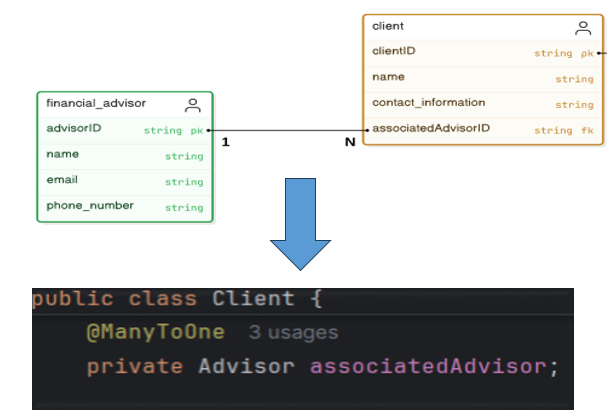 client
clientID string pk
name string
contact_information string
associatedAdvisorID string fk
financial_advisor
advisorID string pk
name string
email string
phone_number string
1
N
public class Client {
@ManyToOne 3 usages
private Advisor associatedAdvisor;